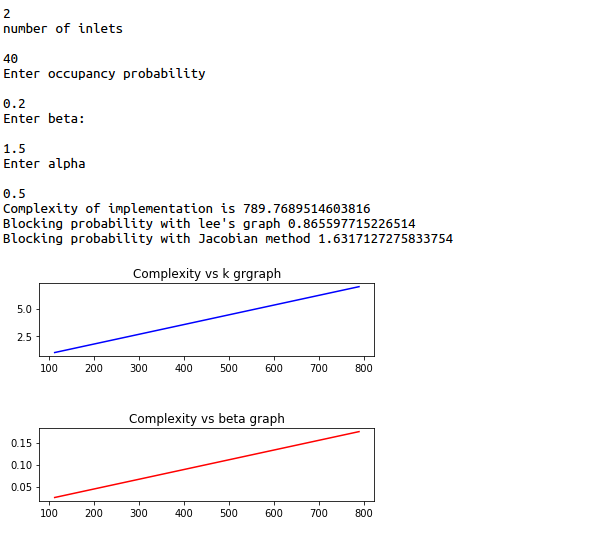 2
number of inlets
40
Enter occupancy probability
0.2
Enter beta:
1.5
Enter alpha
0.5
Complexity of implementation is 789.7689514603816
Blocking probability with lee's graph 0.865597715226514
Blocking probability with Jacobian method 1.6317127275833754
Complexity vs k grgraph
5.0
2.5
100 200 300 400 500 600 700 800
Complexity vs beta graph
0.15
0.10
0.05
100 200 300 400 500 600 700 800